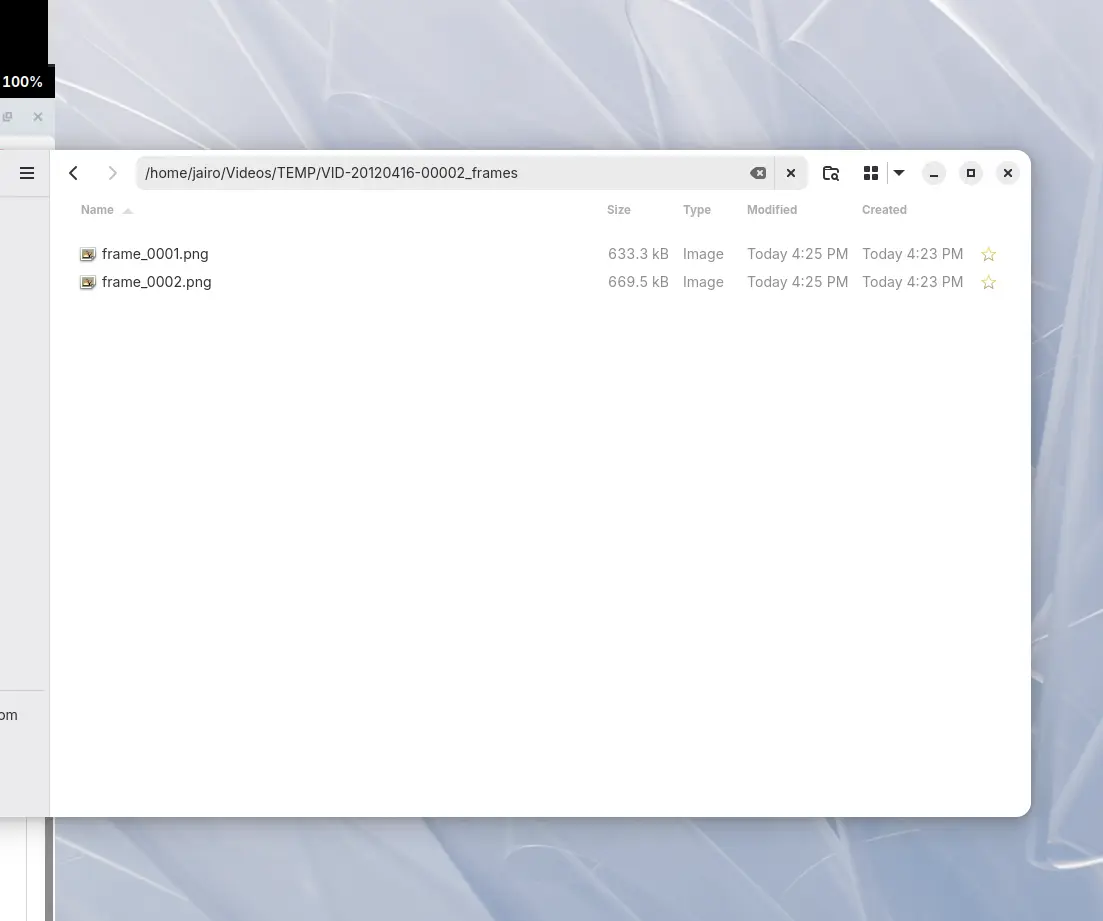 100%
/home/jairo/Videos/TEMP/VID-20120416-00002_frames
Name Size Type Modified Created
frame_0001.png 633.3 kB Image Today 4:25 PM Today 4:23 PM
frame_0002.png 669.5 kB Image Today 4:25 PM Today 4:23 PM
om